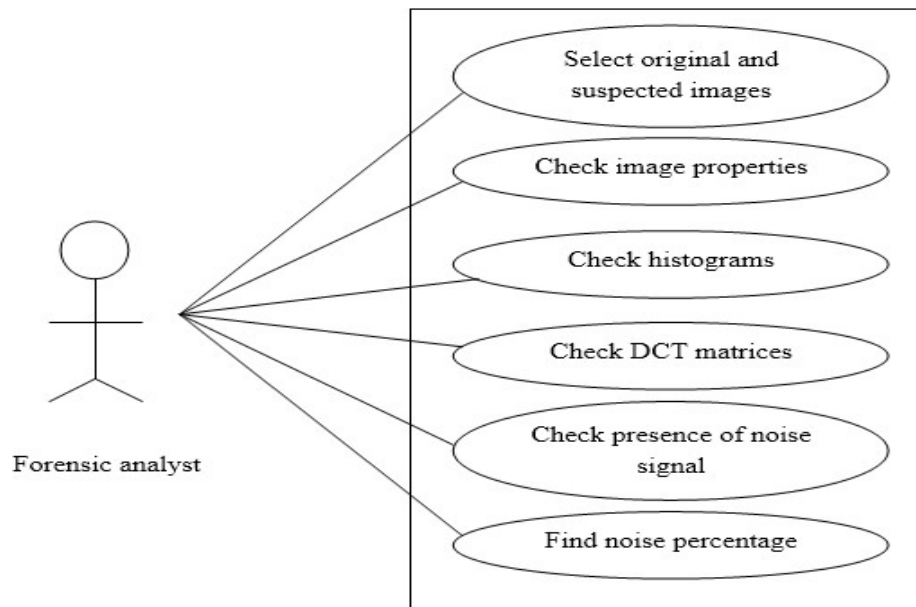 Select original and
suspected images
Check image properties
Check histograms
Check DCT matrices
Check presence of noise
signal
Find noise percentage
Forensic analyst